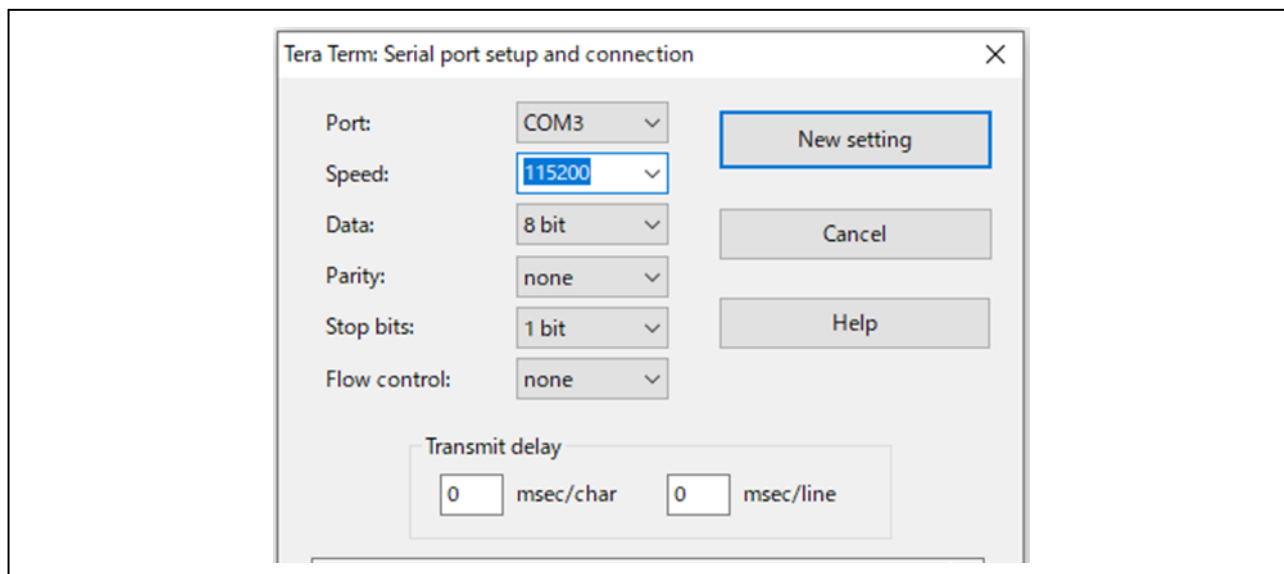 Tera Term: Serial port setup and connection
Port: COM3
New setting
Speed: 115200
Data: 8 bit
Cancel
Parity: none
Stop bits: 1 bit
Help
Flow control: none
Transmit delay
0 msec/char 0 msec/line